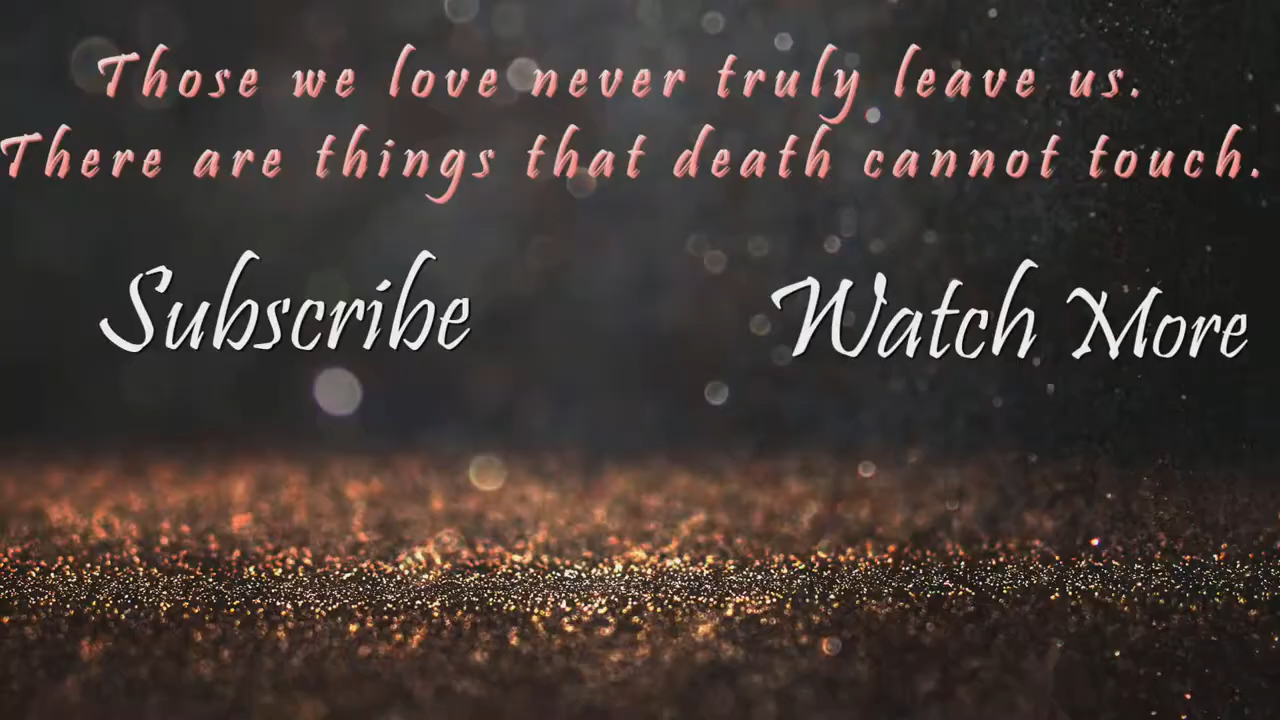 Those we love never truly leave us.
There are things that death cannot touch.
Subscribe
Watch More